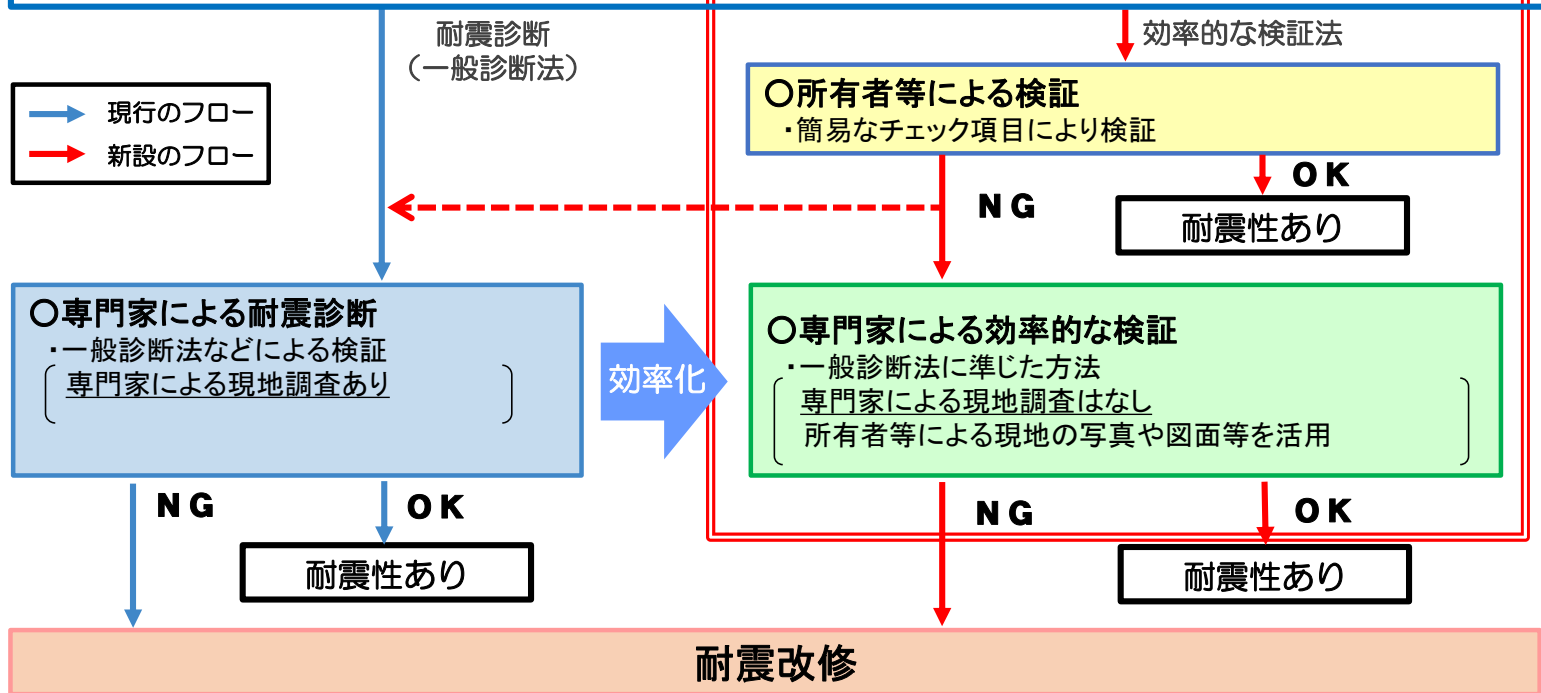 耐震診断
（一般診断法）
効率的な検証法
現行のフロー
新設のフロー
○所有者等による検証
・簡易なチェック項目により検証
NG
OK
耐震性あり
○専門家による耐震診断
・一般診断法などによる検証
専門家による現地調査あり
効率化
○専門家による効率的な検証
・一般診断法に準じた方法
専門家による現地調査はなし
所有者等による現地の写真や図面等を活用
NG
OK
耐震性あり
NG
OK
耐震性あり
耐震改修